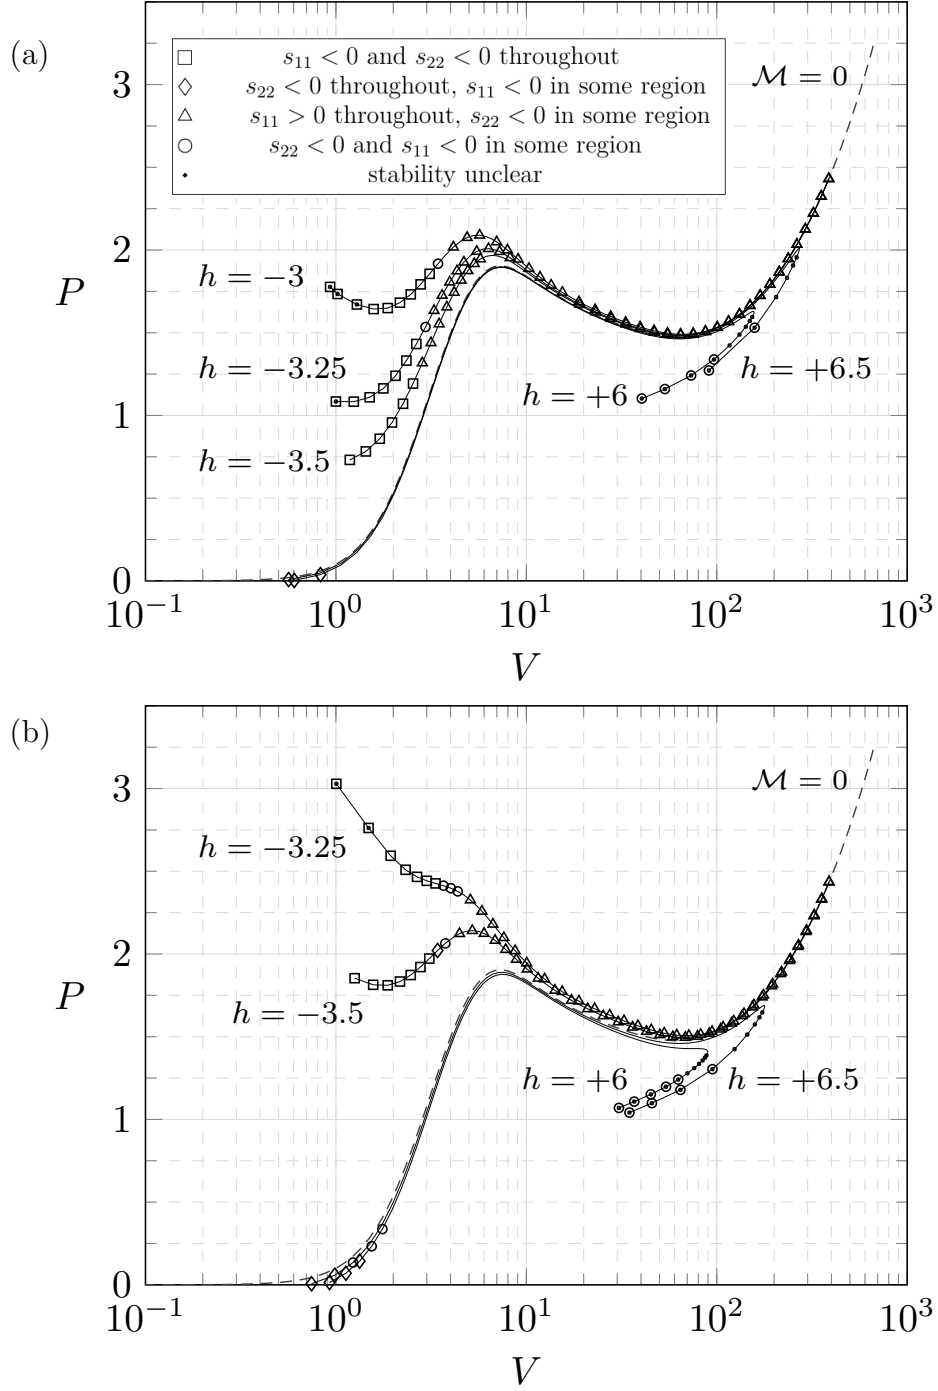 (a)
s₁₁ < 0 and s₂₂ < 0 throughout
s₂₂ < 0 throughout, s₁₁ < 0 in some region
s₁₁ > 0 throughout, s₂₂ < 0 in some region
s₂₂ < 0 and s₁₁ < 0 in some region
stability unclear
ℳ = 0
3
2
1
0
P
h = −3
h = −3.25
h = −3.5
h = +6
h = +6.5
10⁻¹ 10⁰ 10¹ 10² 10³
V
(b)
ℳ = 0
3
2
1
0
P
h = −3.25
h = −3.5
h = +6
h = +6.5
10⁻¹ 10⁰ 10¹ 10² 10³
V